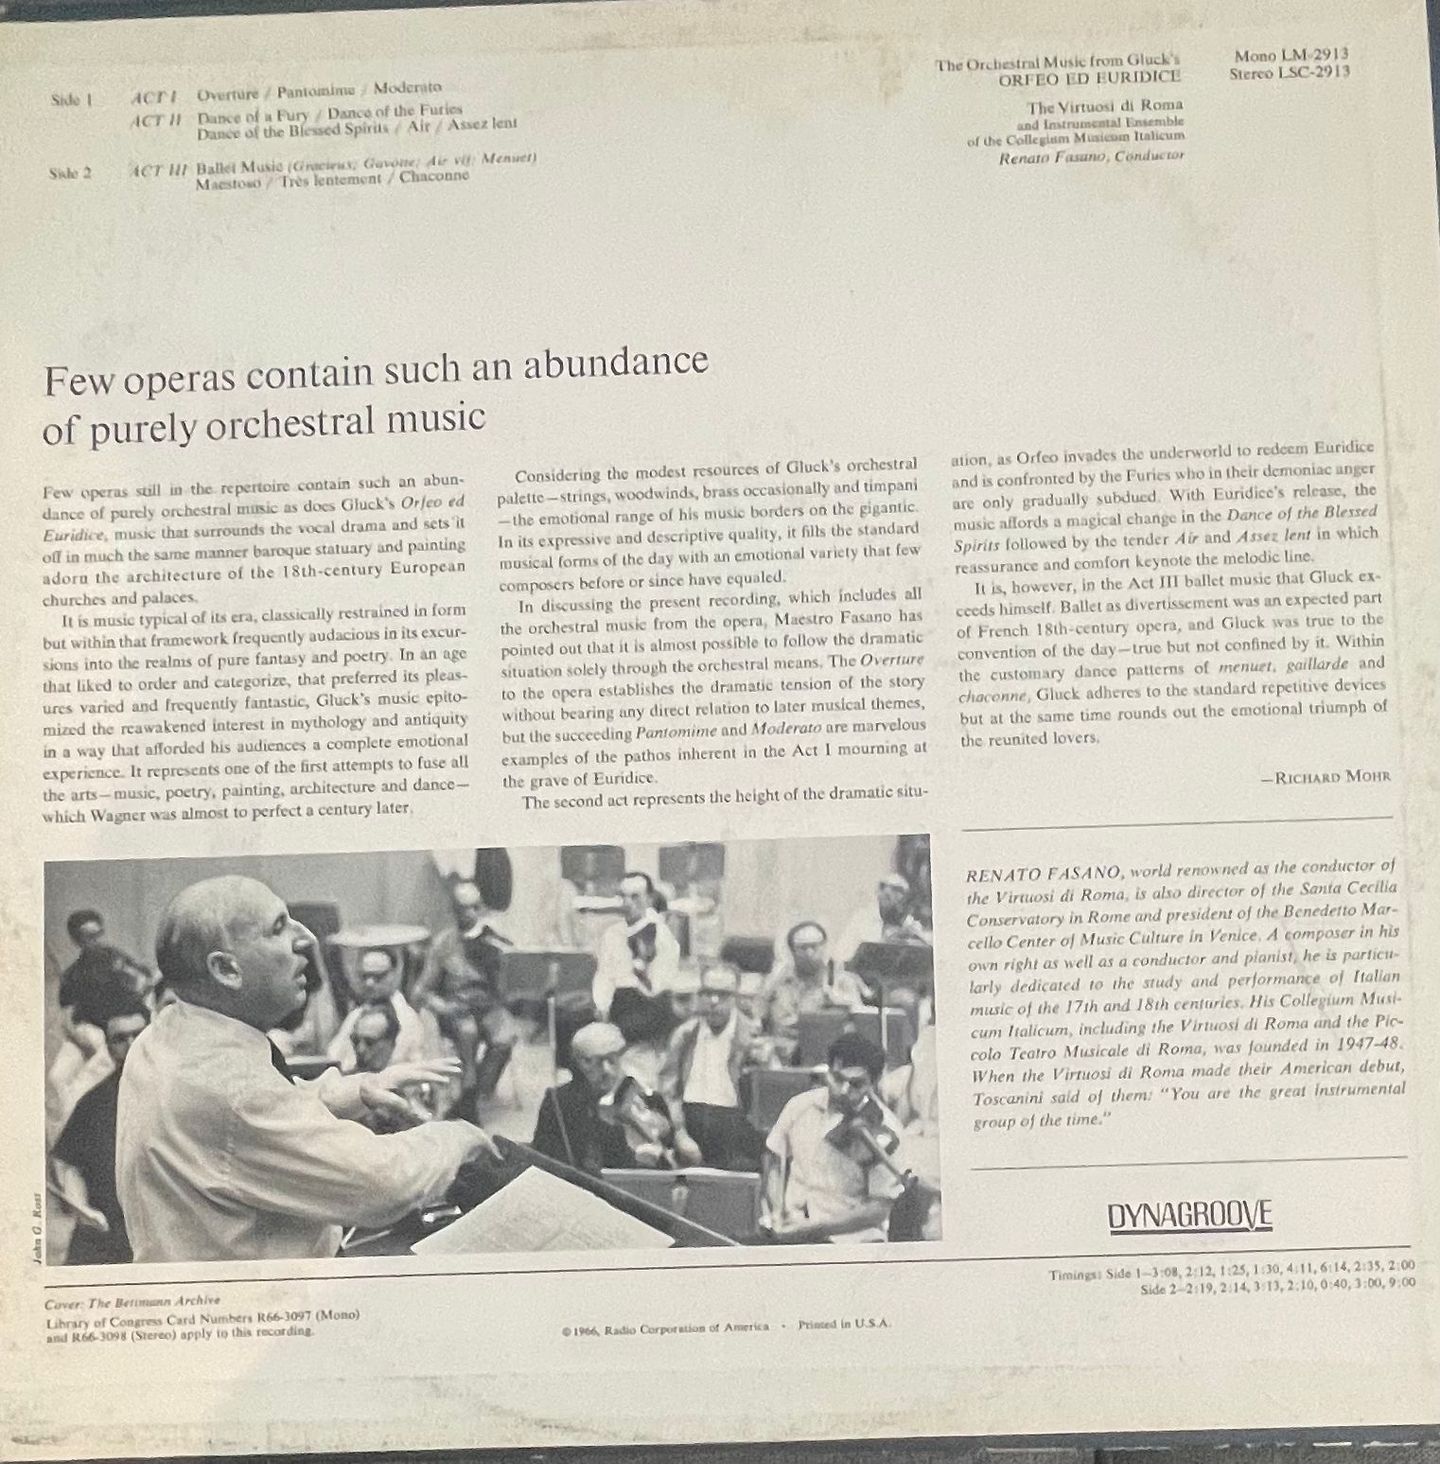 Side 1 ACT I Overture / Pantomime / Moderato
ACT II Dance of a Fury / Dance of the Furies
Dance of the Blessed Spirits / Air / Assez lent
Side 2 ACT III Ballet Music (Gracieux; Gavotte; Air vif; Menuet)
Maestoso / Très lentement / Chaconne
The Orchestral Music from Gluck's
ORFEO ED EURIDICE
The Virtuosi di Roma
and Instrumental Ensemble
of the Collegium Musicum Italicum
Renato Fasano, Conductor
Mono LM-2913
Stereo LSC-2913
Few operas contain such an abundance
of purely orchestral music
Few operas still in the repertoire contain such an abun-
dance of purely orchestral music as does Gluck's Orfeo ed
Euridice, music that surrounds the vocal drama and sets it
off in much the same manner baroque statuary and painting
adorn the architecture of the 18th-century European
churches and palaces.
It is music typical of its era, classically restrained in form
but within that framework frequently audacious in its excur-
sions into the realms of pure fantasy and poetry. In an age
that liked to order and categorize, that preferred its pleas-
ures varied and frequently fantastic, Gluck's music epito-
mized the reawakened interest in mythology and antiquity
in a way that afforded his audiences a complete emotional
experience. It represents one of the first attempts to fuse all
the arts—music, poetry, painting, architecture and dance—
which Wagner was almost to perfect a century later.
Considering the modest resources of Gluck's orchestral
palette—strings, woodwinds, brass occasionally and timpani
—the emotional range of his music borders on the gigantic.
In its expressive and descriptive quality, it fills the standard
musical forms of the day with an emotional variety that few
composers before or since have equaled.
In discussing the present recording, which includes all
the orchestral music from the opera, Maestro Fasano has
pointed out that it is almost possible to follow the dramatic
situation solely through the orchestral means. The Overture
to the opera establishes the dramatic tension of the story
without bearing any direct relation to later musical themes,
but the succeeding Pantomime and Moderato are marvelous
examples of the pathos inherent in the Act I mourning at
the grave of Euridice.
The second act represents the height of the dramatic situ-
ation, as Orfeo invades the underworld to redeem Euridice
and is confronted by the Furies who in their demoniac anger
are only gradually subdued. With Euridice's release, the
music affords a magical change in the Dance of the Blessed
Spirits followed by the tender Air and Assez lent in which
reassurance and comfort keynote the melodic line.
It is, however, in the Act III ballet music that Gluck ex-
ceeds himself. Ballet as divertissement was an expected part
of French 18th-century opera, and Gluck was true to the
convention of the day—true but not confined by it. Within
the customary dance patterns of menuet, gaillarde and
chaconne, Gluck adheres to the standard repetitive devices
but at the same time rounds out the emotional triumph of
the reunited lovers.
—RICHARD MOHR
RENATO FASANO, world renowned as the conductor of
the Virtuosi di Roma, is also director of the Santa Cecilia
Conservatory in Rome and president of the Benedetto Mar-
cello Center of Music Culture in Venice. A composer in his
own right as well as a conductor and pianist, he is particu-
larly dedicated to the study and performance of Italian
music of the 17th and 18th centuries. His Collegium Musi-
cum Italicum, including the Virtuosi di Roma and the Pic-
colo Teatro Musicale di Roma, was founded in 1947-48.
When the Virtuosi di Roma made their American debut,
Toscanini said of them: "You are the great instrumental
group of the time."
DYNAGROOVE
John G. Ross
Timings: Side 1—3:08, 2:12, 1:25, 1:30, 4:11, 6:14, 2:35, 2:00
Side 2—2:19, 2:14, 3:13, 2:10, 0:40, 3:00, 9:00
Cover: The Bettmann Archive
Library of Congress Card Numbers R66-3097 (Mono)
and R66-3098 (Stereo) apply to this recording.
©1966, Radio Corporation of America • Printed in U.S.A.